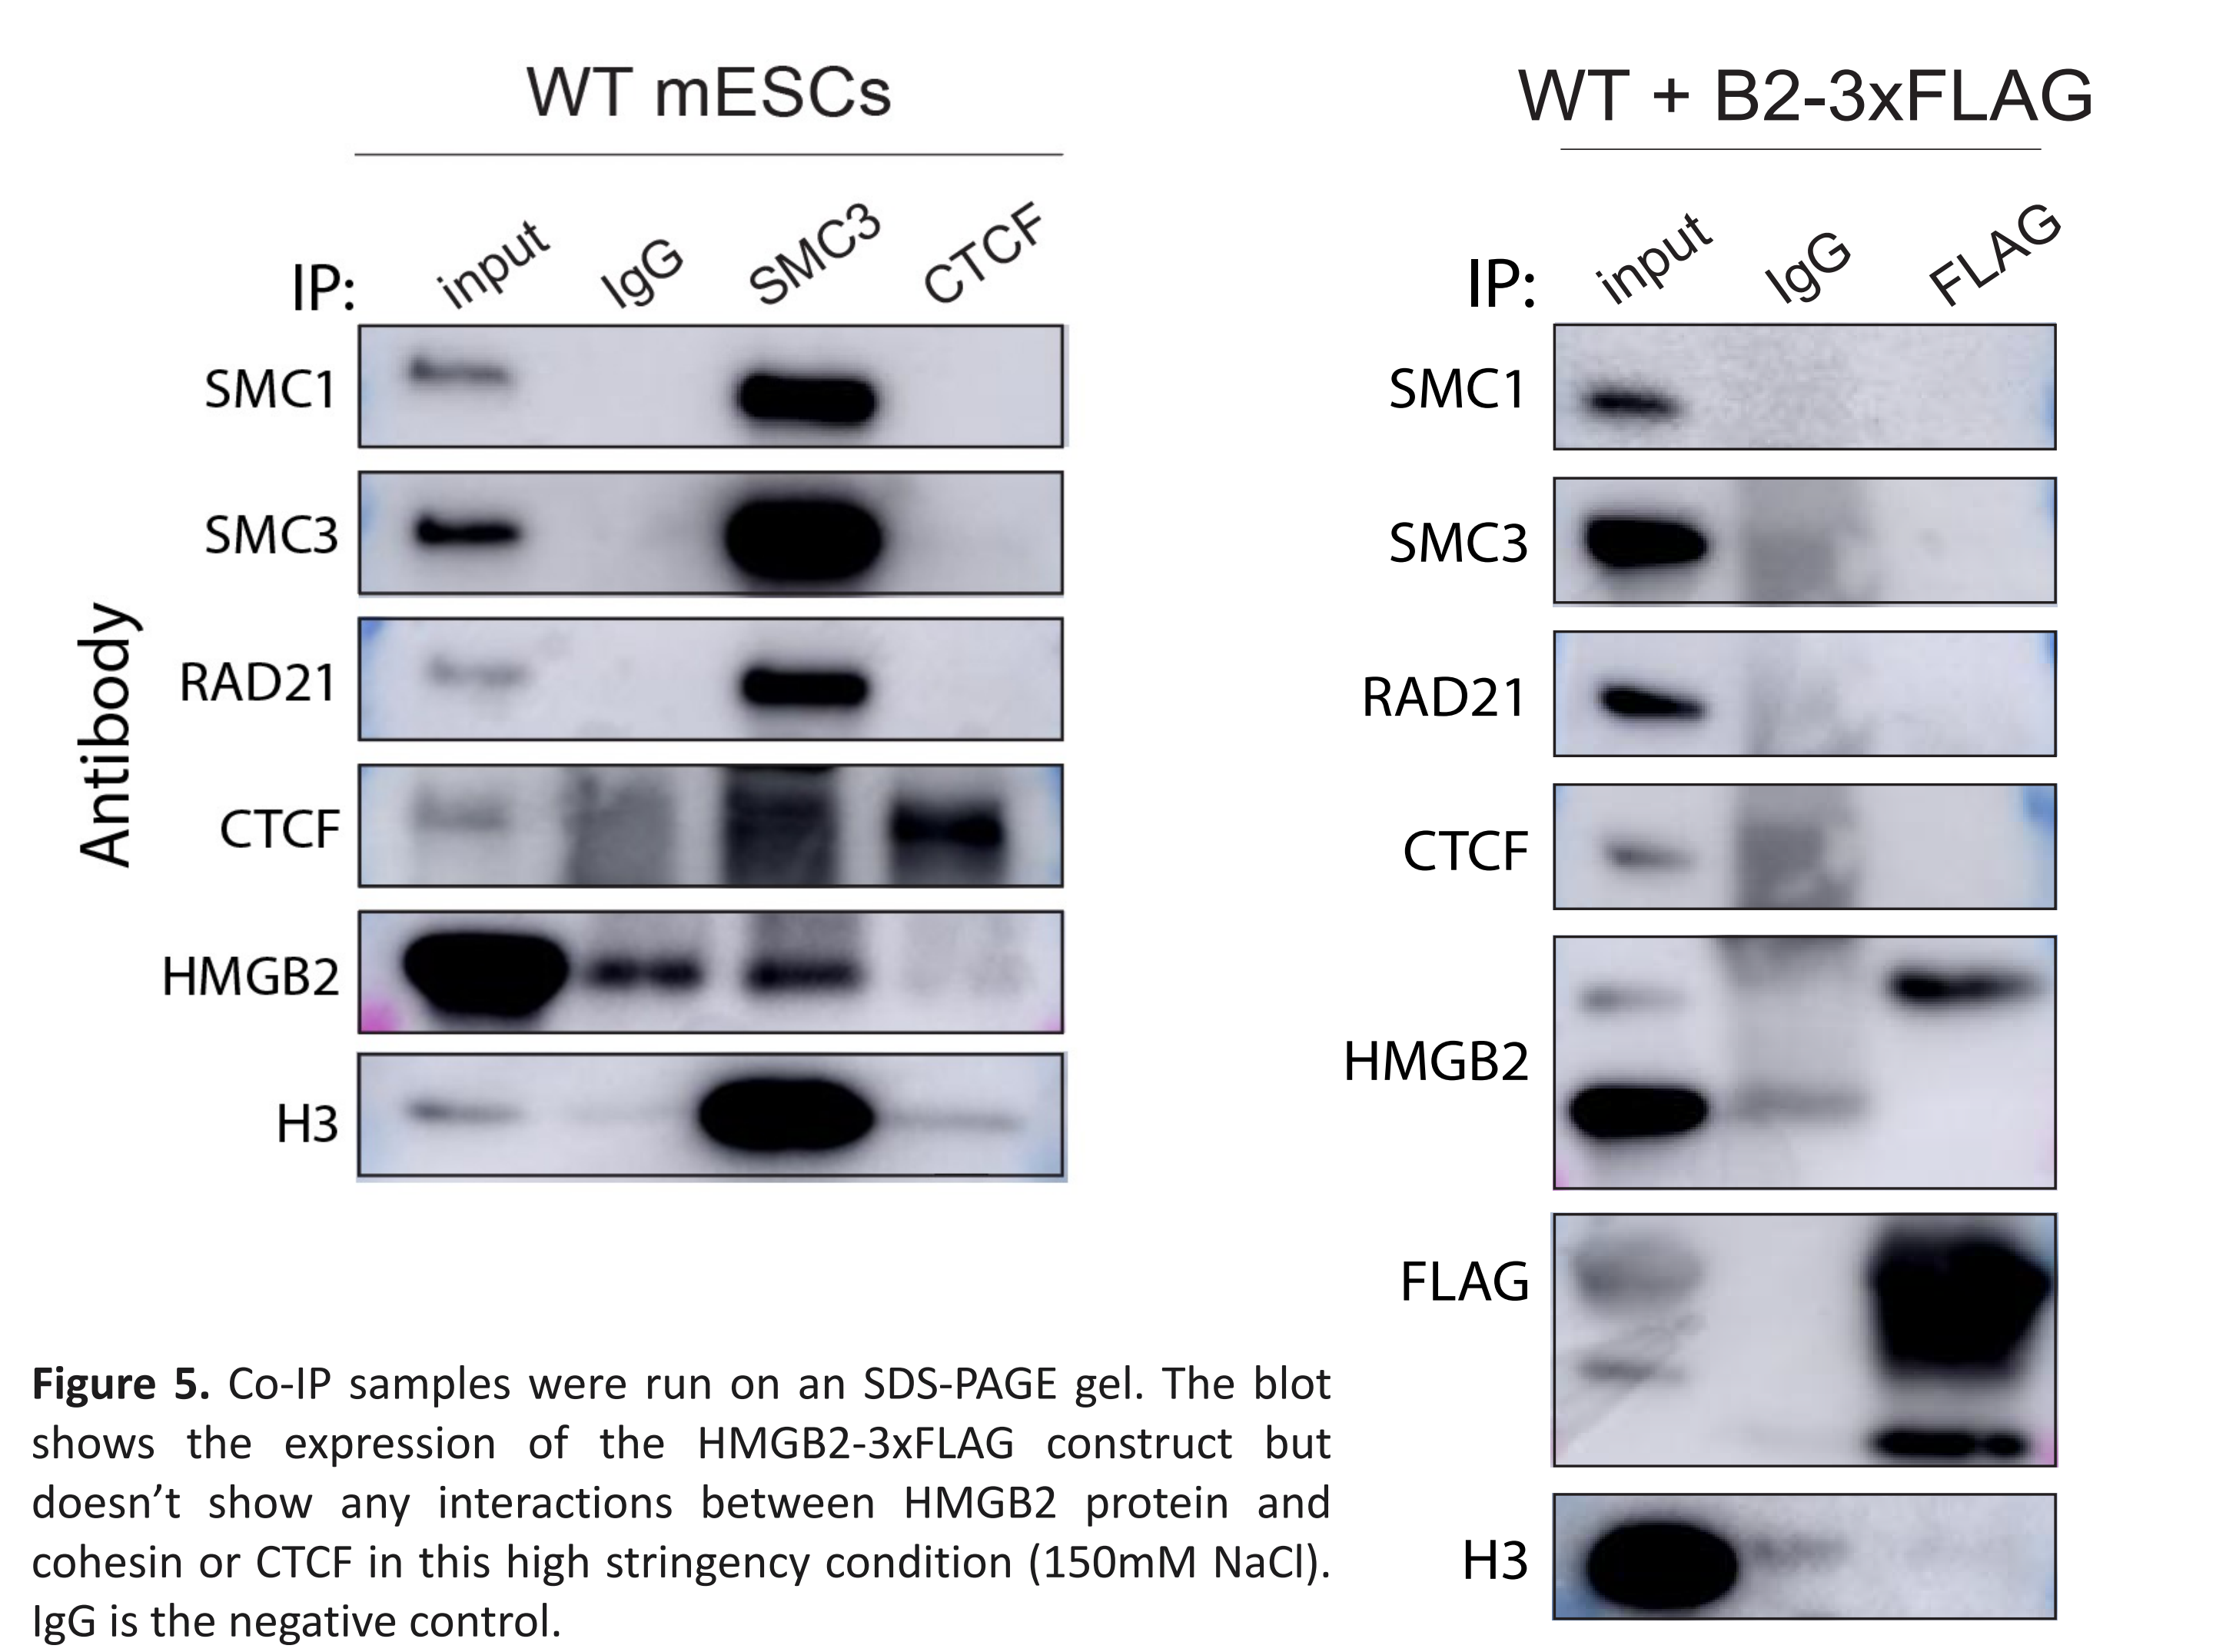 WT mESCs
IP: input IgG SMC3 CTCF
Antibody
SMC1
SMC3
RAD21
CTCF
HMGB2
H3
WT + B2-3xFLAG
IP: input IgG FLAG
SMC1
SMC3
RAD21
CTCF
HMGB2
FLAG
H3
Figure 5. Co-IP samples were run on an SDS-PAGE gel. The blot
shows the expression of the HMGB2-3xFLAG construct but
doesn’t show any interactions between HMGB2 protein and
cohesin or CTCF in this high stringency condition (150mM NaCl).
IgG is the negative control.